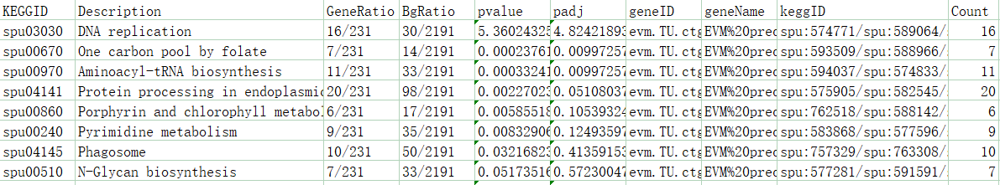 KEGGID Description GeneRatio BgRatio pvalue padj geneID geneName keggID Count
spu03030 DNA replication 16/231 30/2191 5.36024325 4.82421893 evm.TU.ctg EVM%20pred spu:574771/spu:589064/ 16
spu00670 One carbon pool by folate 7/231 14/2191 0.00023761 0.00997257 evm.TU.ctg EVM%20pred spu:593509/spu:588966/ 7
spu00970 Aminoacyl-tRNA biosynthesis 11/231 33/2191 0.00033241 0.00997257 evm.TU.ctg EVM%20pred spu:594037/spu:574833/ 11
spu04141 Protein processing in endoplasmic 20/231 98/2191 0.00227023 0.05108037 evm.TU.ctg EVM%20pred spu:575905/spu:582545/ 20
spu00860 Porphyrin and chlorophyll metabol 6/231 17/2191 0.00585518 0.10539324 evm.TU.ctg EVM%20pred spu:762518/spu:588142/ 6
spu00240 Pyrimidine metabolism 9/231 35/2191 0.00832906 0.12493597 evm.TU.ctg EVM%20pred spu:583868/spu:577596/ 9
spu04145 Phagosome 10/231 50/2191 0.03216823 0.41359153 evm.TU.ctg EVM%20pred spu:757329/spu:763308/ 10
spu00510 N-Glycan biosynthesis 7/231 33/2191 0.05173516 0.57230047 evm.TU.ctg EVM%20pred spu:577281/spu:591591/ 7